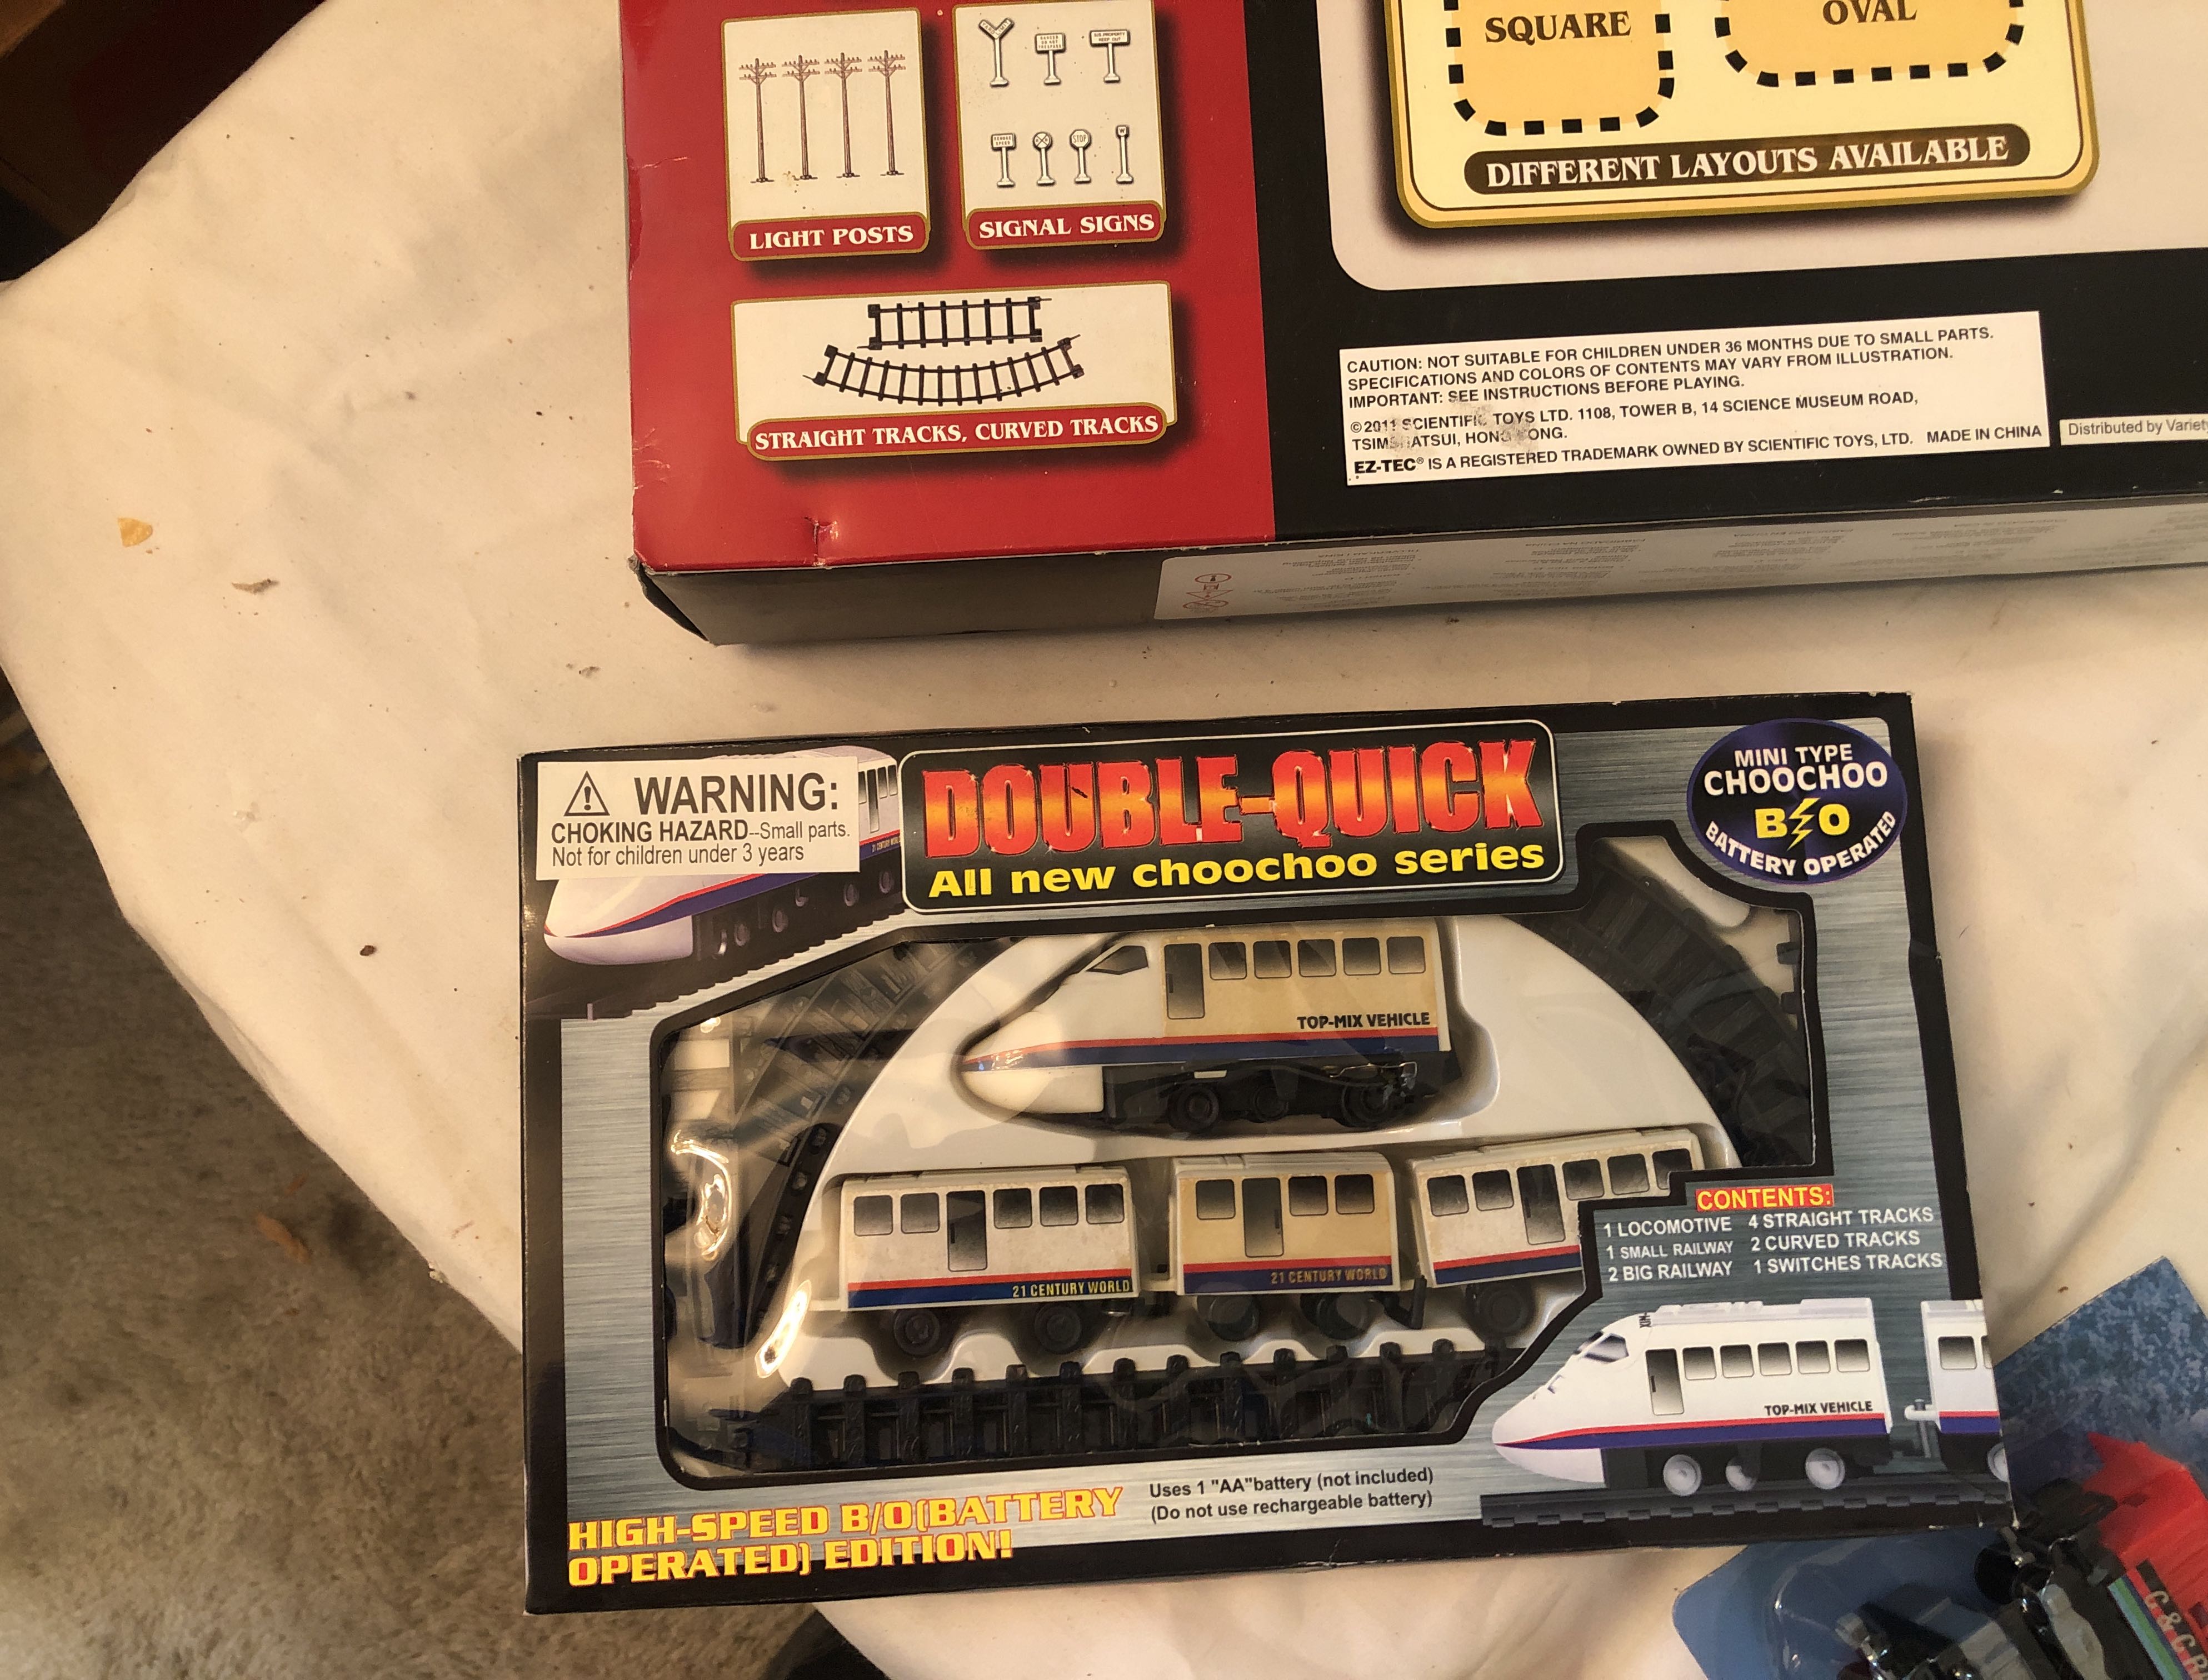 SQUARE
OVAL
DIFFERENT LAYOUTS AVAILABLE
STOP
LIGHT POSTS
SIGNAL SIGNS
STRAIGHT TRACKS, CURVED TRACKS
CAUTION: NOT SUITABLE FOR CHILDREN UNDER 36 MONTHS DUE TO SMALL PARTS.
SPECIFICATIONS AND COLORS OF CONTENTS MAY VARY FROM ILLUSTRATION.
IMPORTANT: SEE INSTRUCTIONS BEFORE PLAYING.
©2011 SCIENTIFIC TOYS LTD. 1108, TOWER B, 14 SCIENCE MUSEUM ROAD,
HONG KONG.
EZ-TEC® IS A REGISTERED TRADEMARK OWNED BY SCIENTIFIC TOYS, LTD. MADE IN CHINA
Distributed by Variety
WARNING:
CHOKING HAZARD--Small parts.
Not for children under 3 years
DOUBLE-QUICK
All new choochoo series
MINI TYPE
CHOOCHOO
B/O
BATTERY OPERATED
TOP-MIX VEHICLE
21 CENTURY WORLD
21 CENTURY WORLD
CONTENTS:
1 LOCOMOTIVE 4 STRAIGHT TRACKS
1 SMALL RAILWAY 2 CURVED TRACKS
2 BIG RAILWAY 1 SWITCHES TRACKS
TOP-MIX VEHICLE
Uses 1 "AA"battery (not included)
(Do not use rechargeable battery)
HIGH-SPEED B/O(BATTERY
OPERATED) EDITION!